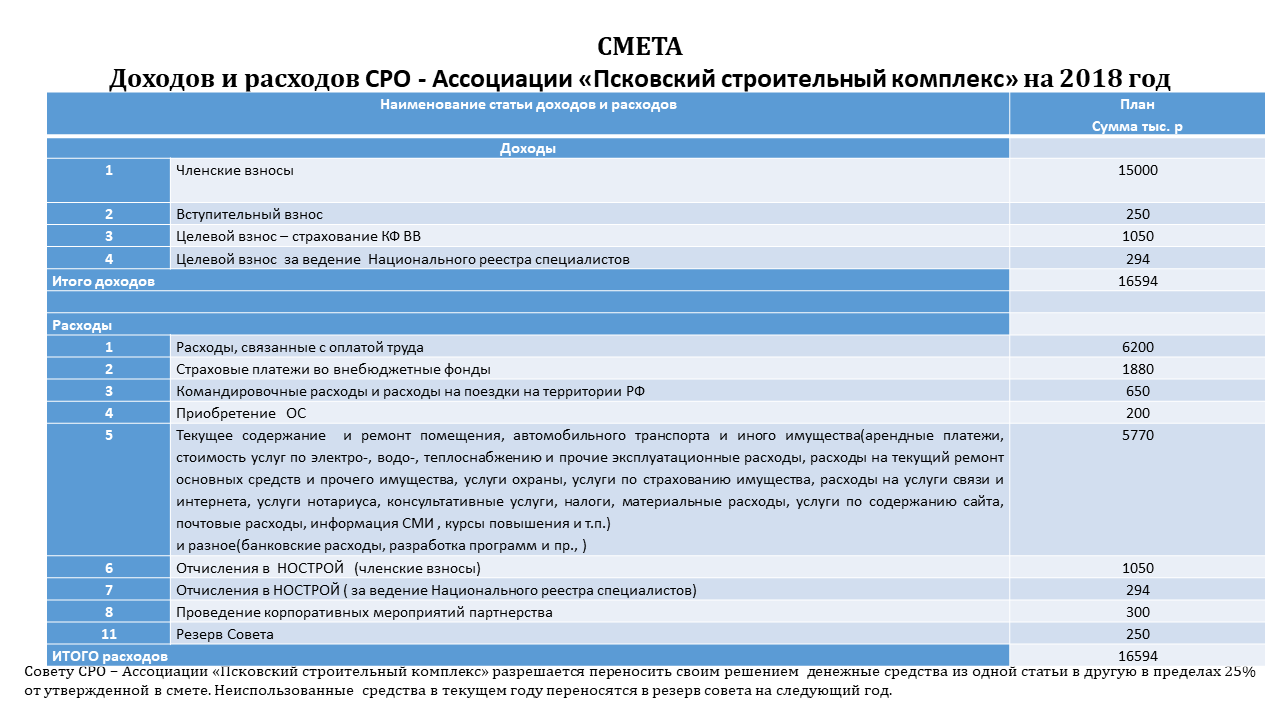 СМЕТА
Доходов и расходов СРО - Ассоциации «Псковский строительный комплекс» на 2018 год
Наименование статьи доходов и расходов План
Сумма тыс. р
Доходы
1 Членские взносы 15000
2 Вступительный взнос 250
3 Целевой взнос – страхование КФ ВВ 1050
4 Целевой взнос за ведение Национального реестра специалистов 294
Итого доходов 16594
Расходы
1 Расходы, связанные с оплатой труда 6200
2 Страховые платежи во внебюджетные фонды 1880
3 Командировочные расходы и расходы на поездки на территории РФ 650
4 Приобретение ОС 200
5 Текущее содержание и ремонт помещения, автомобильного транспорта и иного имущества(арендные платежи, 5770
стоимость услуг по электро-, водо-, теплоснабжению и прочие эксплуатационные расходы, расходы на текущий ремонт
основных средств и прочего имущества, услуги охраны, услуги по страхованию имущества, расходы на услуги связи и
интернета, услуги нотариуса, консультативные услуги, налоги, материальные расходы, услуги по содержанию сайта,
почтовые расходы, информация СМИ , курсы повышения и т.п.)
и разное(банковские расходы, разработка программ и пр., )
6 Отчисления в НОСТРОЙ (членские взносы) 1050
7 Отчисления в НОСТРОЙ ( за ведение Национального реестра специалистов) 294
8 Проведение корпоративных мероприятий партнерства 300
11 Резерв Совета 250
ИТОГО расходов 16594
Совету СРО – Ассоциации «Псковский строительный комплекс» разрешается переносить своим решением денежные средства из одной статьи в другую в пределах 25%
от утвержденной в смете. Неиспользованные средства в текущем году переносятся в резерв совета на следующий год.